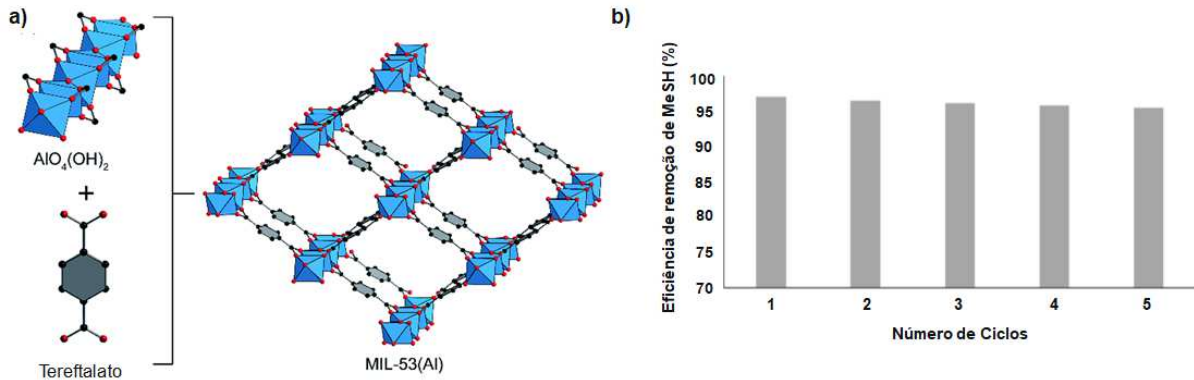 a)
AlO₄(OH)₂
+
Tereftalato
MIL-53(Al)
b)
Eficiência de remoção de MeSH (%)
100
95
90
85
80
75
70
1 2 3 4 5
Número de Ciclos